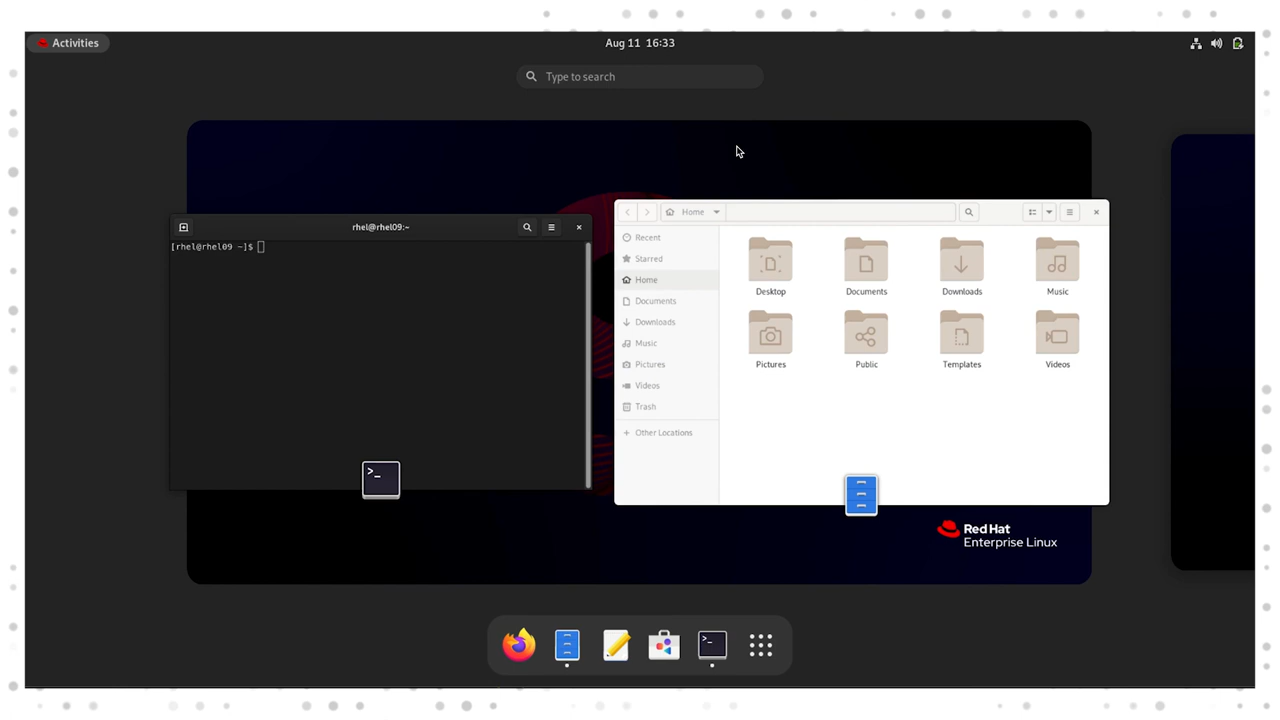 Activities
Aug 11 16:33
Type to search
rhel@rhel09:~
[rhel@rhel09 ~]$
>_
Home
Recent
Starred
Home
Documents
Downloads
Music
Pictures
Videos
Trash
+ Other Locations
Desktop
Documents
Downloads
Music
Pictures
Public
Templates
Videos
Red Hat
Enterprise Linux
>_